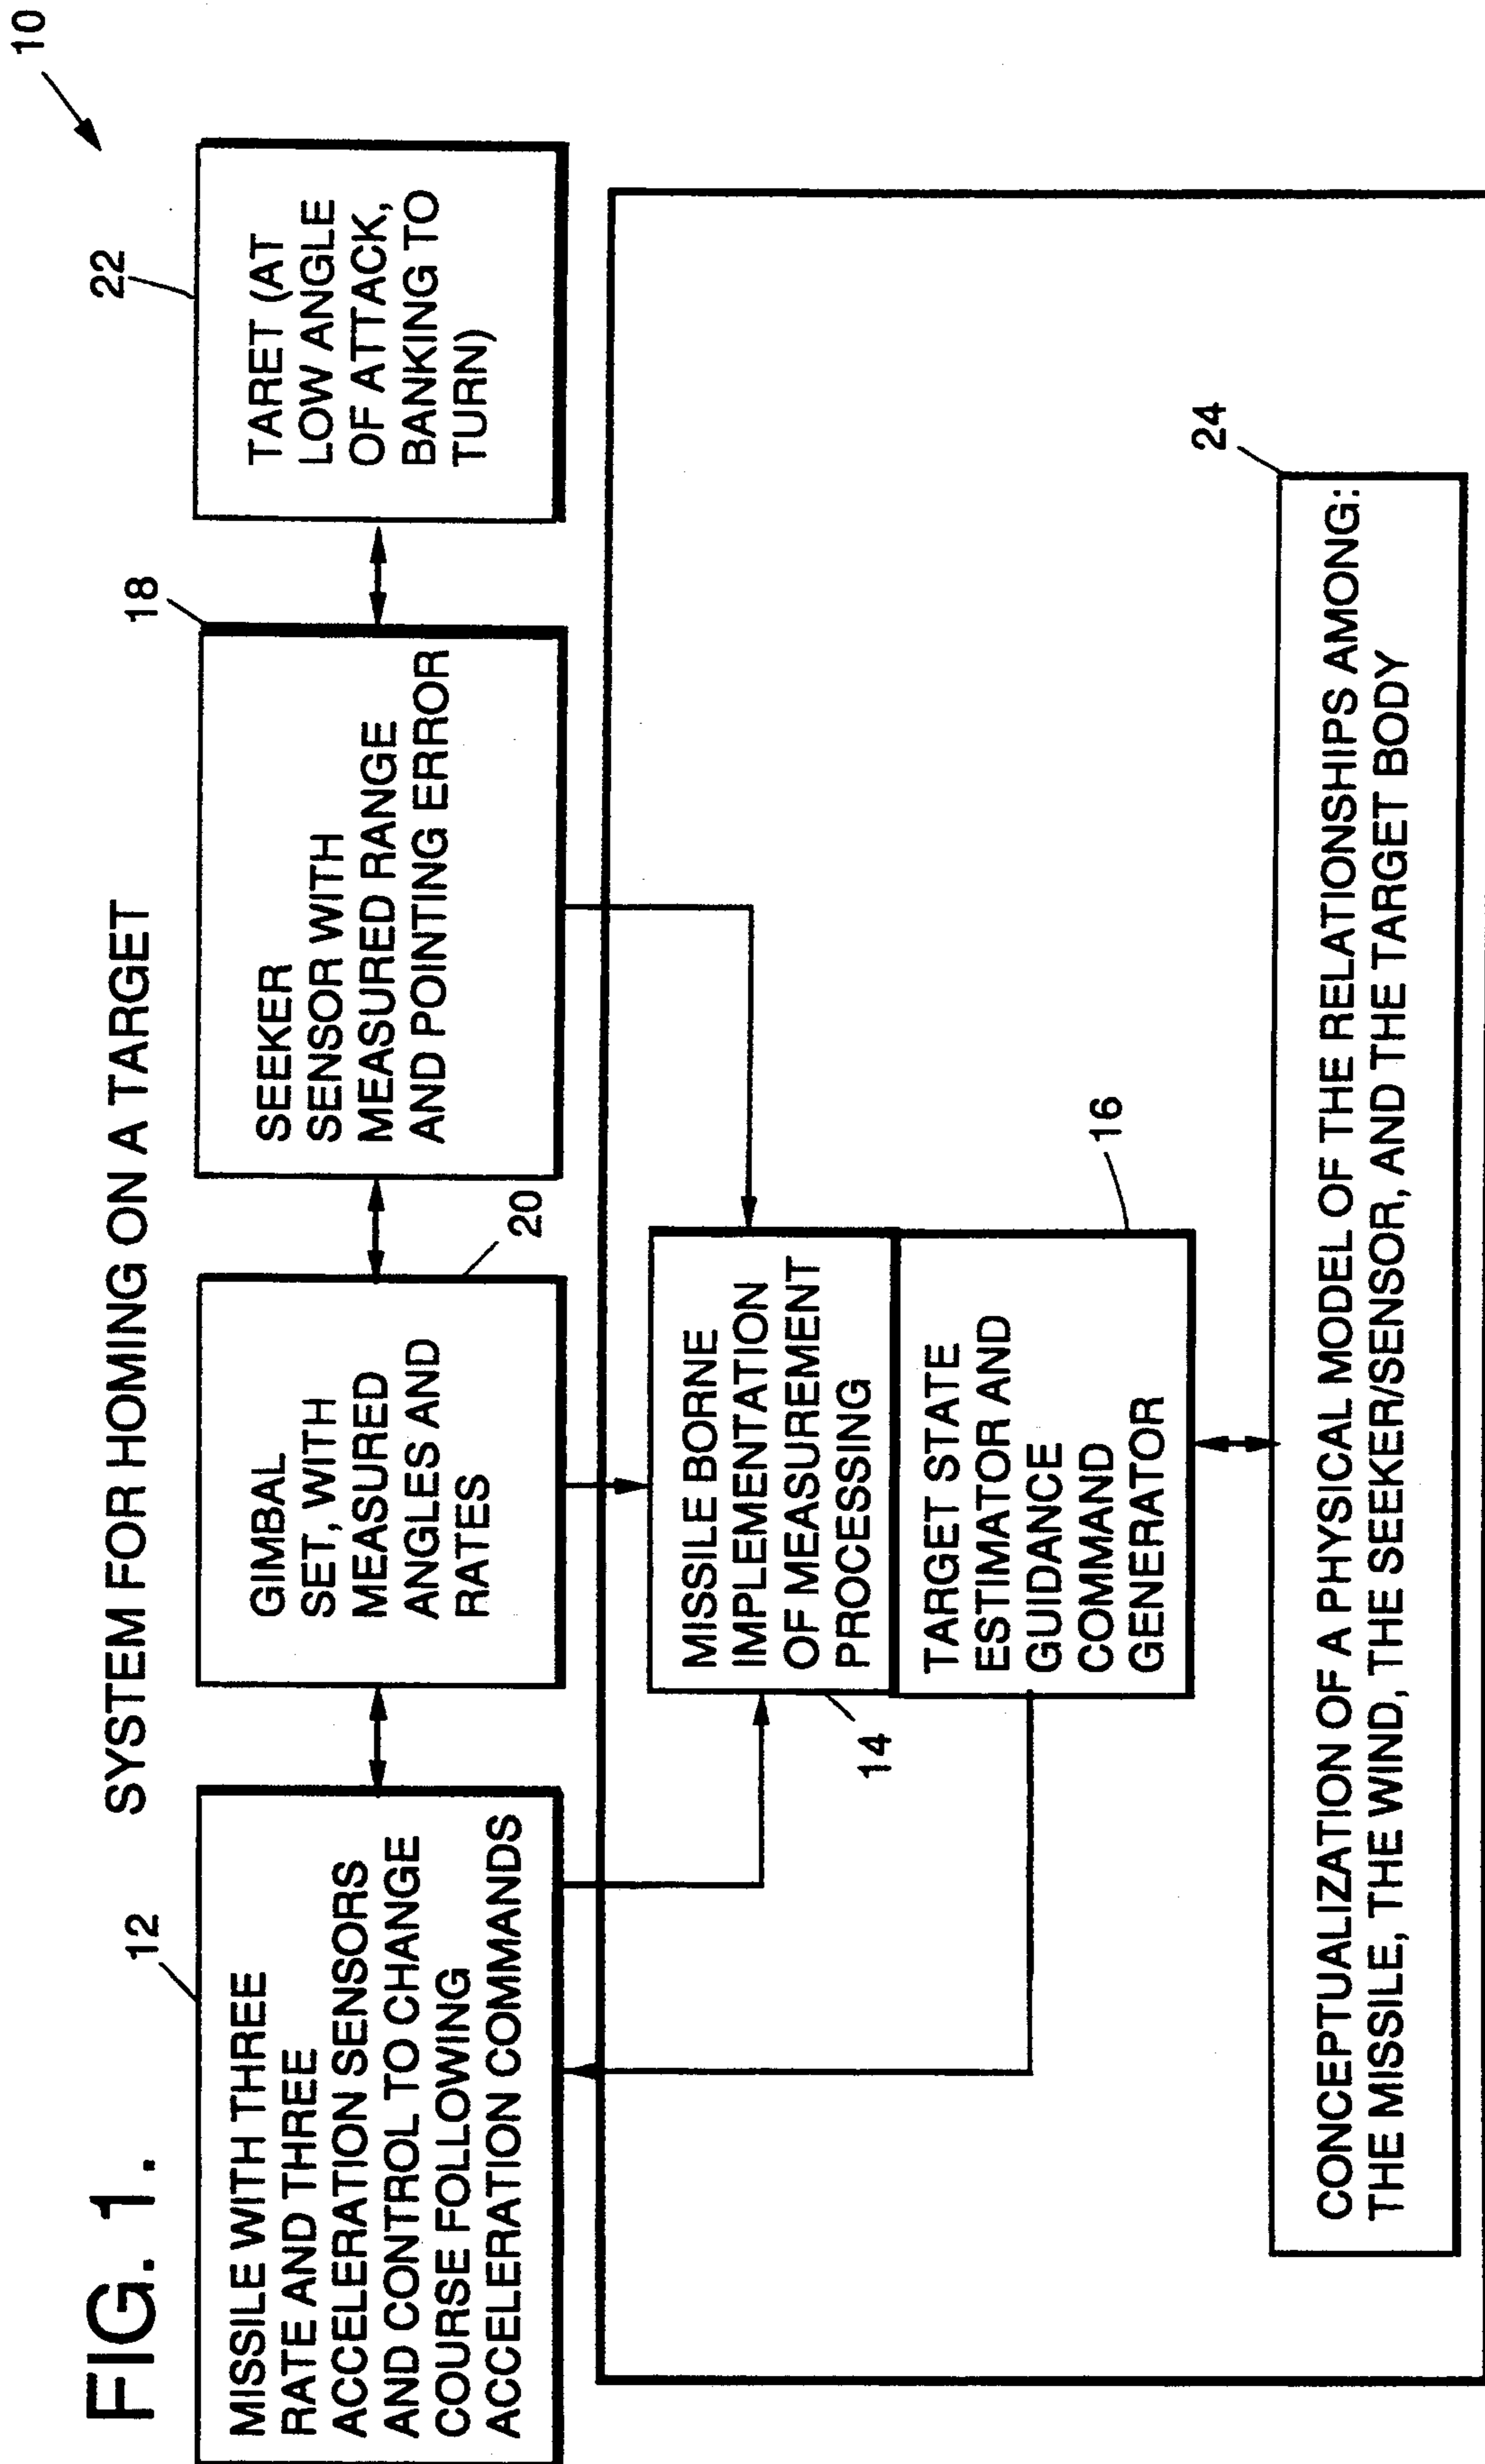 FIG. 1.
SYSTEM FOR HOMING ON A TARGET
10
12
MISSILE WITH THREE
RATE AND THREE
ACCELERATION SENSORS
AND CONTROL TO CHANGE
COURSE FOLLOWING
ACCELERATION COMMANDS
GIMBAL
SET, WITH
MEASURED
ANGLES AND
RATES
20
18
SEEKER
SENSOR WITH
MEASURED RANGE
AND POINTING ERROR
22
TARET (AT
LOW ANGLE
OF ATTACK,
BANKING TO
TURN)
MISSILE BORNE
IMPLEMENTATION
OF MEASUREMENT
PROCESSING
14
TARGET STATE
ESTIMATOR AND
GUIDANCE
COMMAND
GENERATOR
16
24
CONCEPTUALIZATION OF A PHYSICAL MODEL OF THE RELATIONSHIPS AMONG:
THE MISSILE, THE WIND, THE SEEKER/SENSOR, AND THE TARGET BODY